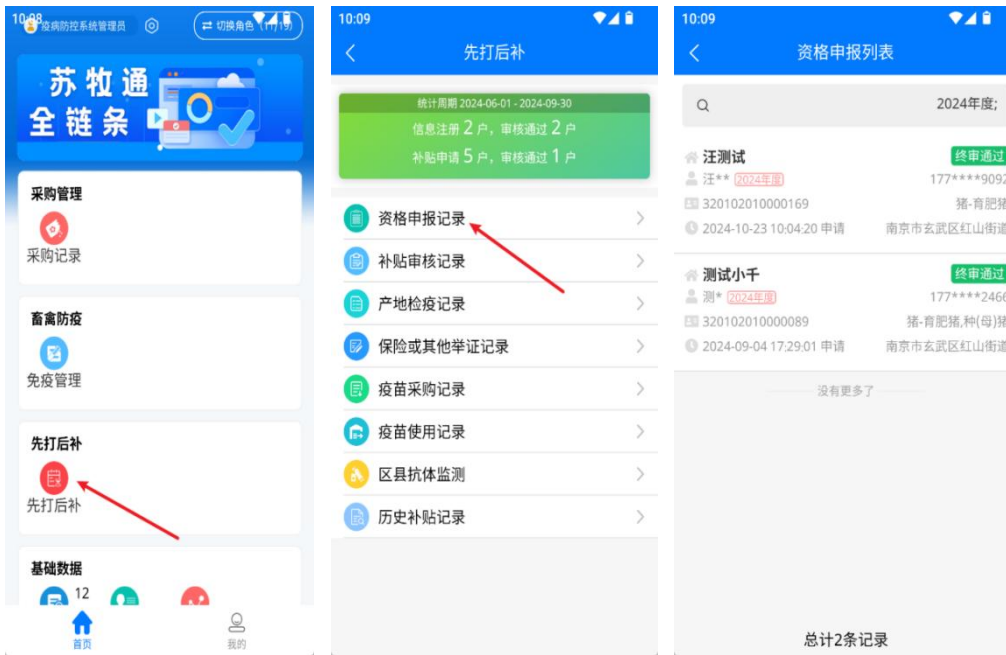 10:08
疫病防控系统管理员
切换角色（11/19）
苏牧通
全链条
采购管理
采购记录
畜禽防疫
免疫管理
先打后补
先打后补
基础数据
12
首页
我的
10:09
先打后补
统计周期 2024-06-01 - 2024-09-30
信息注册 2 户，审核通过 2 户
补贴申请 5 户，审核通过 1 户
资格申报记录
补贴审核记录
产地检疫记录
保险或其他举证记录
疫苗采购记录
疫苗使用记录
区县抗体监测
历史补贴记录
10:09
资格申报列表
2024年度;
汪测试 终审通过
汪** 2024年度 177****9092
320102010000169 猪-育肥猪
2024-10-23 10:04:20 申请 南京市玄武区红山街道
测试小千 终审通过
测* 2024年度 177****2466
320102010000089 猪-育肥猪,种(母)猪
2024-09-04 17:29:01 申请 南京市玄武区红山街道
没有更多了
总计2条记录